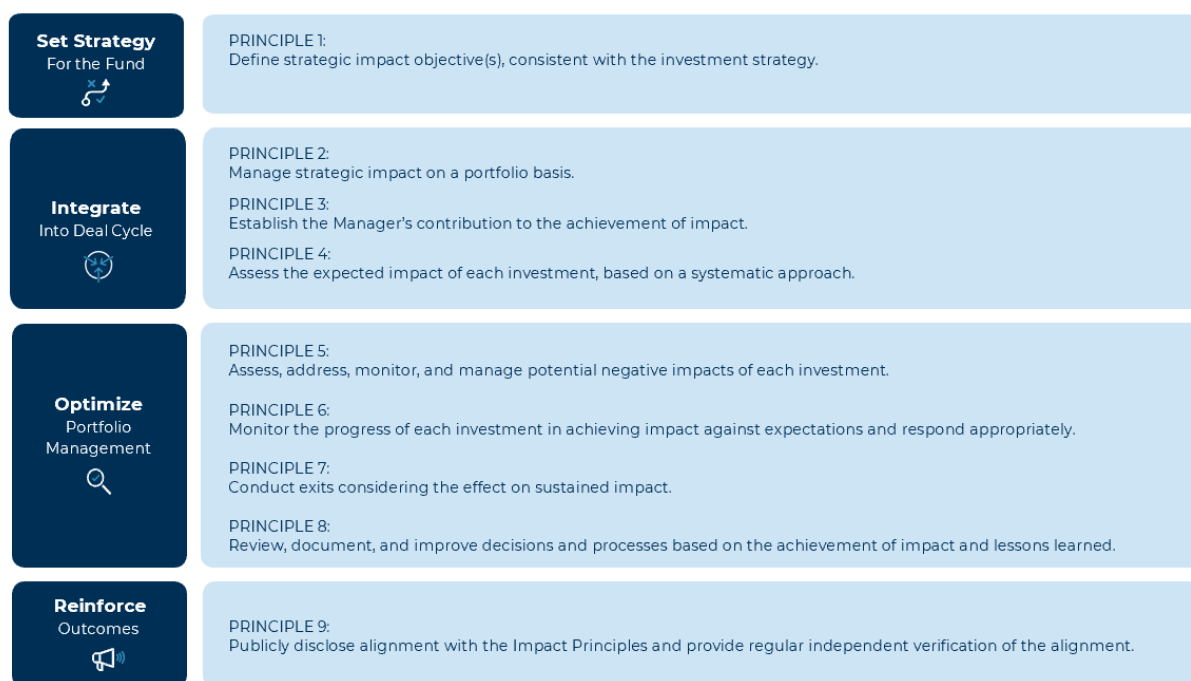 Set Strategy
For the Fund
PRINCIPLE 1:
Define strategic impact objective(s), consistent with the investment strategy.
Integrate
Into Deal Cycle
PRINCIPLE 2:
Manage strategic impact on a portfolio basis.
PRINCIPLE 3:
Establish the Manager's contribution to the achievement of impact.
PRINCIPLE 4:
Assess the expected impact of each investment, based on a systematic approach.
Optimize
Portfolio
Management
PRINCIPLE 5:
Assess, address, monitor, and manage potential negative impacts of each investment.
PRINCIPLE 6:
Monitor the progress of each investment in achieving impact against expectations and respond appropriately.
PRINCIPLE 7:
Conduct exits considering the effect on sustained impact.
PRINCIPLE 8:
Review, document, and improve decisions and processes based on the achievement of impact and lessons learned.
Reinforce
Outcomes
PRINCIPLE 9:
Publicly disclose alignment with the Impact Principles and provide regular independent verification of the alignment.